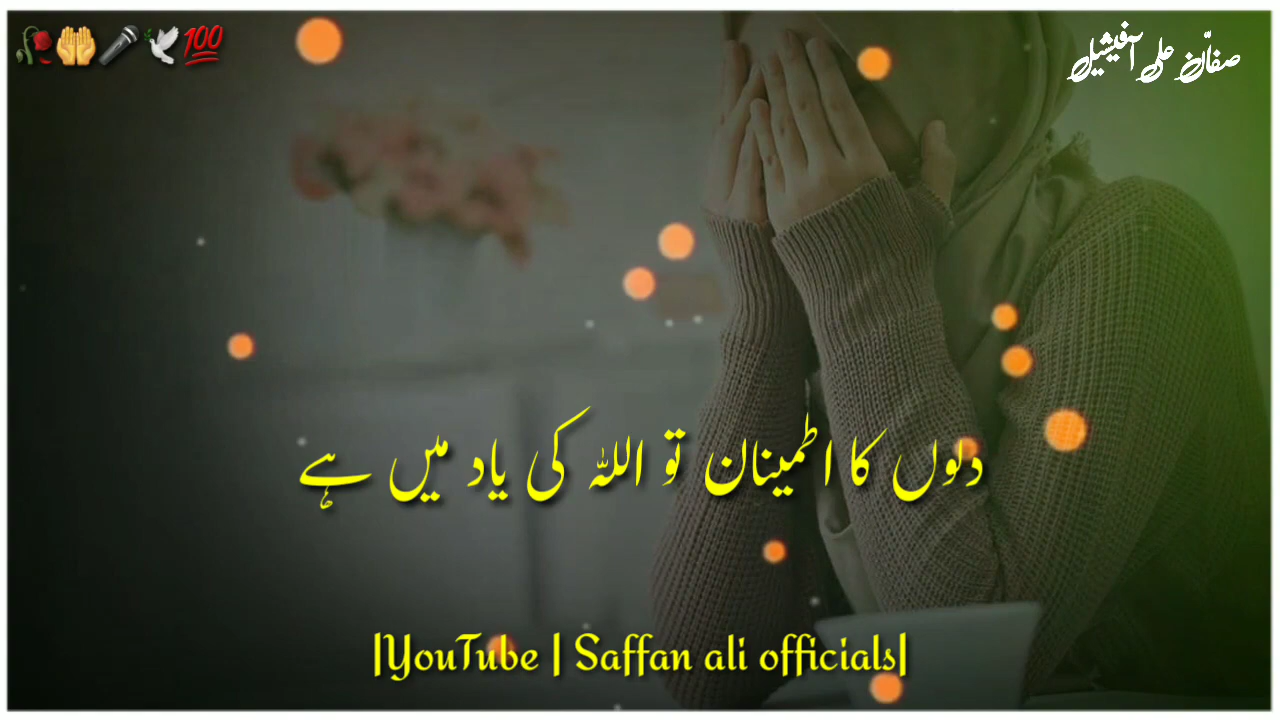 🥀🤲🎤🕊💯
صفان علی آفیشیل
دلوں کا اطمینان تو اللہ کی یاد میں ہے
|YouTube | Saffan ali officials|